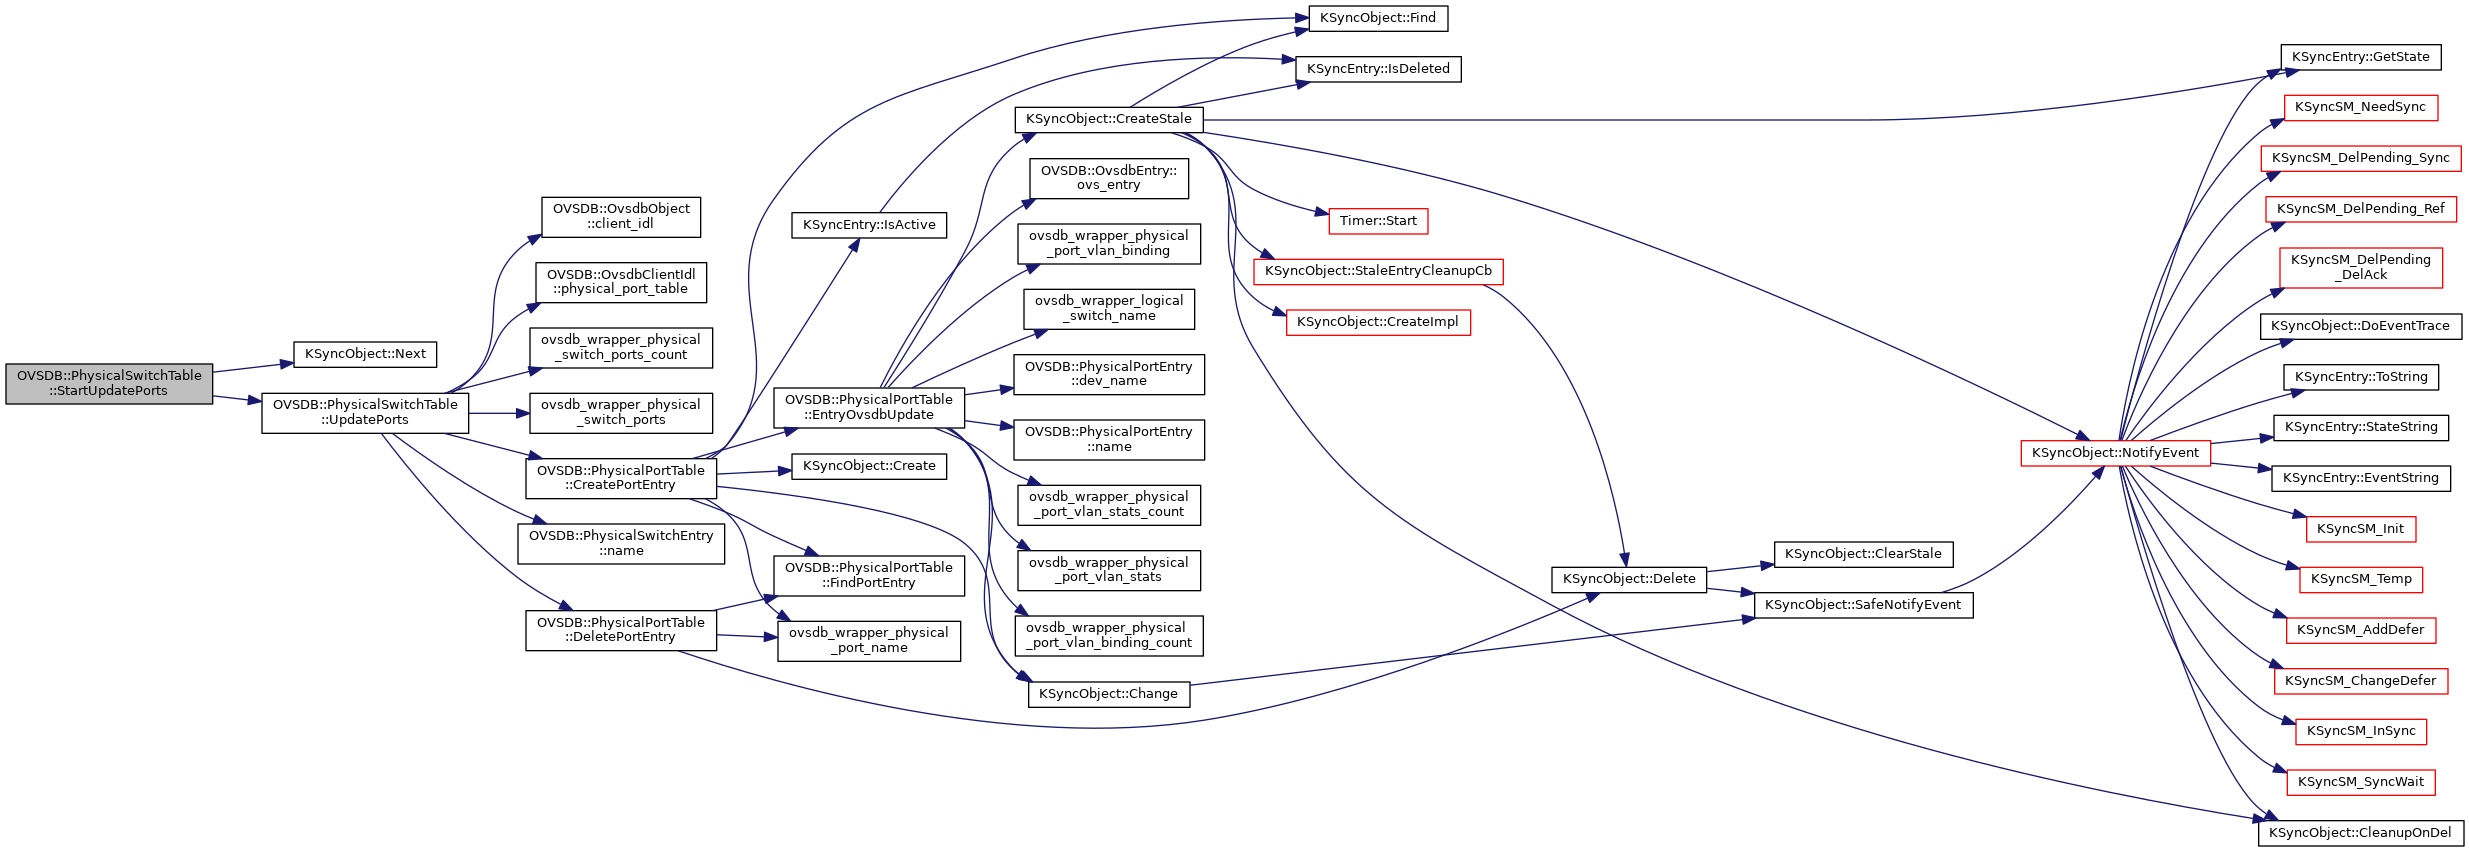 OVSDB::PhysicalSwitchTable
::StartUpdatePorts
KSyncObject::Next
OVSDB::PhysicalSwitchTable
::UpdatePorts
OVSDB::OvsdbObject
::client_idl
OVSDB::OvsdbClientIdl
::physical_port_table
ovsdb_wrapper_physical
_switch_ports_count
ovsdb_wrapper_physical
_switch_ports
OVSDB::PhysicalPortTable
::CreatePortEntry
OVSDB::PhysicalSwitchEntry
::name
OVSDB::PhysicalPortTable
::DeletePortEntry
KSyncEntry::IsActive
OVSDB::PhysicalPortTable
::EntryOvsdbUpdate
KSyncObject::Create
OVSDB::PhysicalPortTable
::FindPortEntry
ovsdb_wrapper_physical
_port_name
KSyncObject::CreateStale
OVSDB::OvsdbEntry::
ovs_entry
ovsdb_wrapper_physical
_port_vlan_binding
ovsdb_wrapper_logical
_switch_name
OVSDB::PhysicalPortEntry
::dev_name
OVSDB::PhysicalPortEntry
::name
ovsdb_wrapper_physical
_port_vlan_stats_count
ovsdb_wrapper_physical
_port_vlan_stats
ovsdb_wrapper_physical
_port_vlan_binding_count
KSyncObject::Change
KSyncObject::Find
KSyncEntry::IsDeleted
Timer::Start
KSyncObject::StaleEntryCleanupCb
KSyncObject::CreateImpl
KSyncObject::Delete
KSyncObject::ClearStale
KSyncObject::SafeNotifyEvent
KSyncObject::NotifyEvent
KSyncEntry::GetState
KSyncSM_NeedSync
KSyncSM_DelPending_Sync
KSyncSM_DelPending_Ref
KSyncSM_DelPending
_DelAck
KSyncObject::DoEventTrace
KSyncEntry::ToString
KSyncEntry::StateString
KSyncEntry::EventString
KSyncSM_Init
KSyncSM_Temp
KSyncSM_AddDefer
KSyncSM_ChangeDefer
KSyncSM_InSync
KSyncSM_SyncWait
KSyncObject::CleanupOnDel